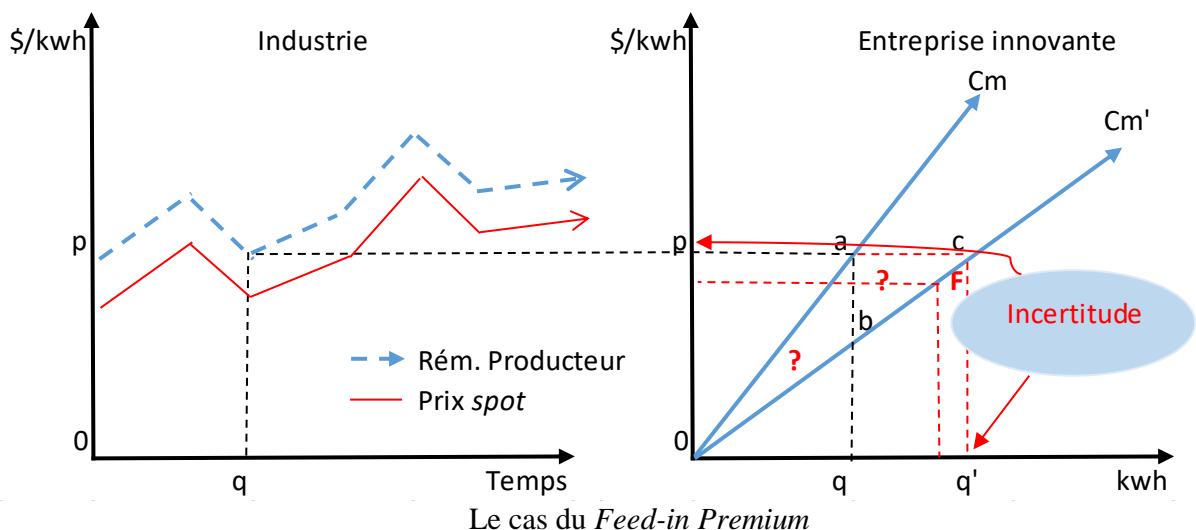 $/kwh
Industrie
p
0
q
Temps
Rém. Producteur
Prix spot
$/kwh
Entreprise innovante
Cm
Cm'
p
a
c
?
F
b
?
Incertitude
0
q
q'
kwh
Le cas du Feed-in Premium